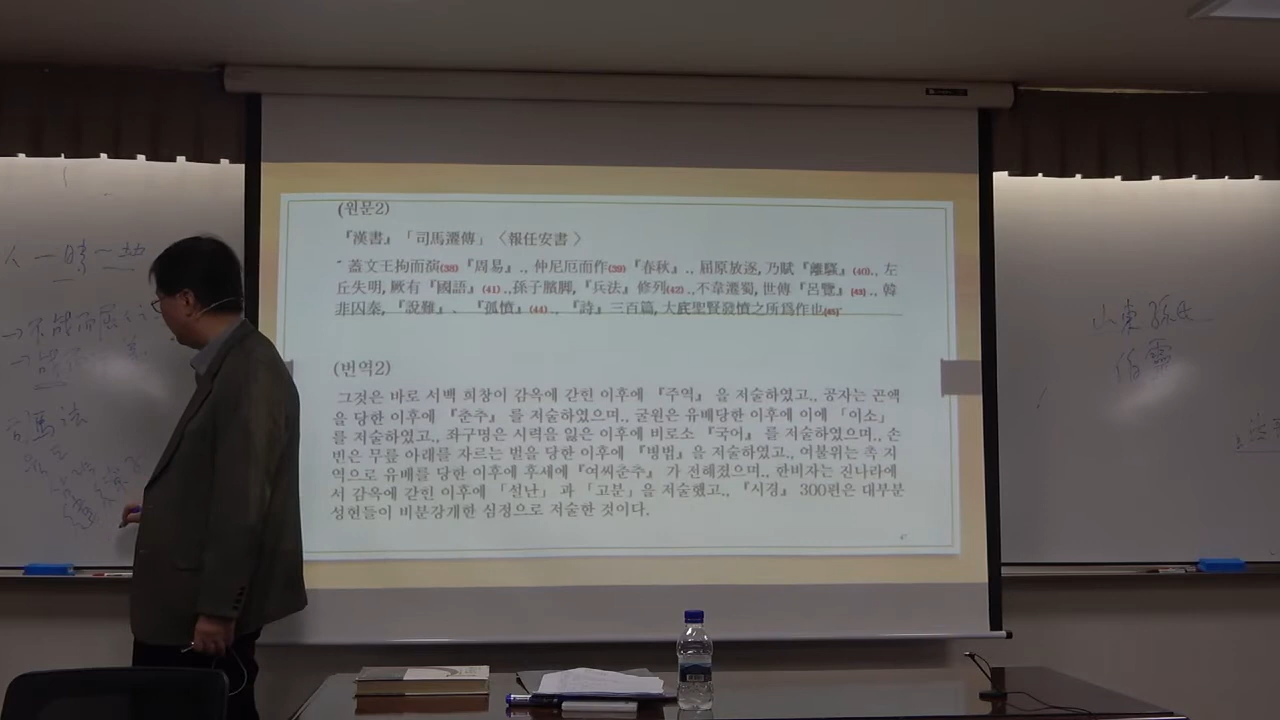 (원문2)
『漢書』「司馬遷傳」〈報任安書 〉
" 蓋文王拘而演(38)『周易』., 仲尼厄而作(39)『春秋』., 屈原放逐, 乃賦『離騷』(40)., 左
丘失明, 厥有『國語』(41)., 孫子臏脚,『兵法』修列(42)., 不韋遷蜀, 世傳『呂覽』(43)., 韓
非囚秦,『說難』、『孤憤』(44)., 『詩』三百篇, 大底聖賢發憤之所爲作也(45)"
(번역2)
그것은 바로 서백 희창이 감옥에 갇힌 이후에 『주역』 을 저술하였고., 공자는 곤액
을 당한 이후에 『춘추』 를 저술하였으며., 굴원은 유배당한 이후에 이에 「이소」
를 저술하였고., 좌구명은 시력을 잃은 이후에 비로소 『국어』 를 저술하였으며., 손
빈은 무릎 아래를 자르는 벌을 당한 이후에 『병법』 을 저술하였고., 여불위는 촉 지
역으로 유배를 당한 이후에 후세에 『여씨춘추』 가 전해졌으며., 한비자는 진나라에
서 감옥에 갇힌 이후에 「설난」 과 「고분」 을 저술했고., 『시경』 300편은 대부분
성현들이 비분강개한 심정으로 저술한 것이다.
一時
→不戰而屈
司馬法
山東孫氏